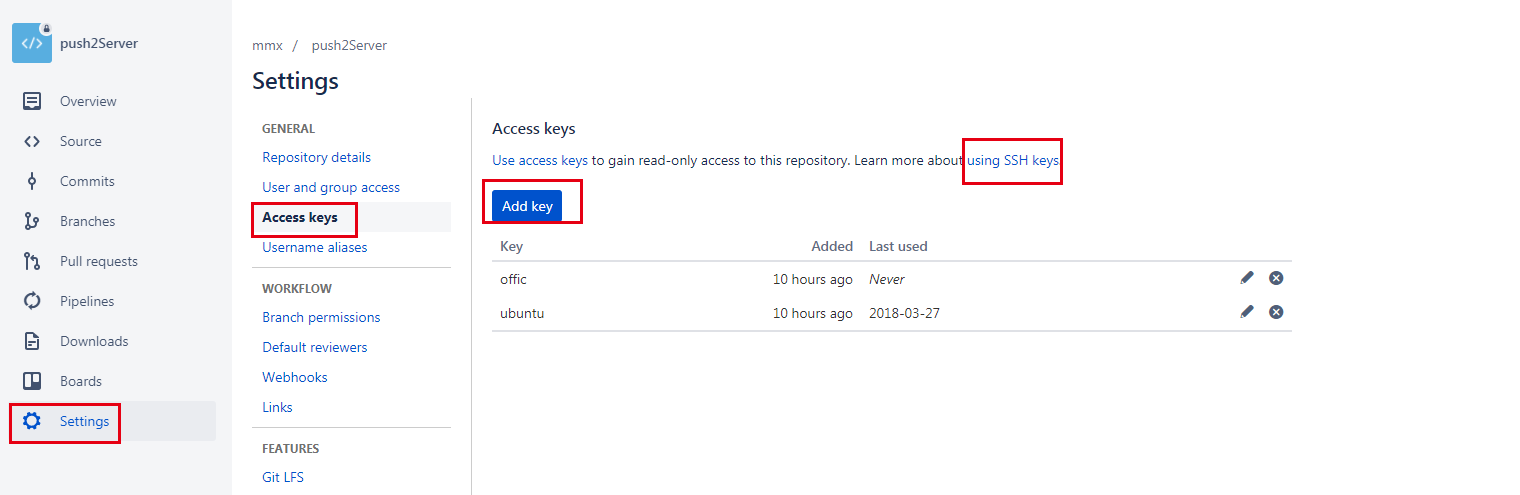 push2Server
Overview
Source
Commits
Branches
Pull requests
Pipelines
Downloads
Boards
Settings
mmx / push2Server
Settings
GENERAL
Repository details
User and group access
Access keys
Username aliases
WORKFLOW
Branch permissions
Default reviewers
Webhooks
Links
FEATURES
Git LFS
Access keys
Use access keys to gain read-only access to this repository. Learn more about using SSH keys
Add key
Key Added Last used
offic 10 hours ago Never
ubuntu 10 hours ago 2018-03-27